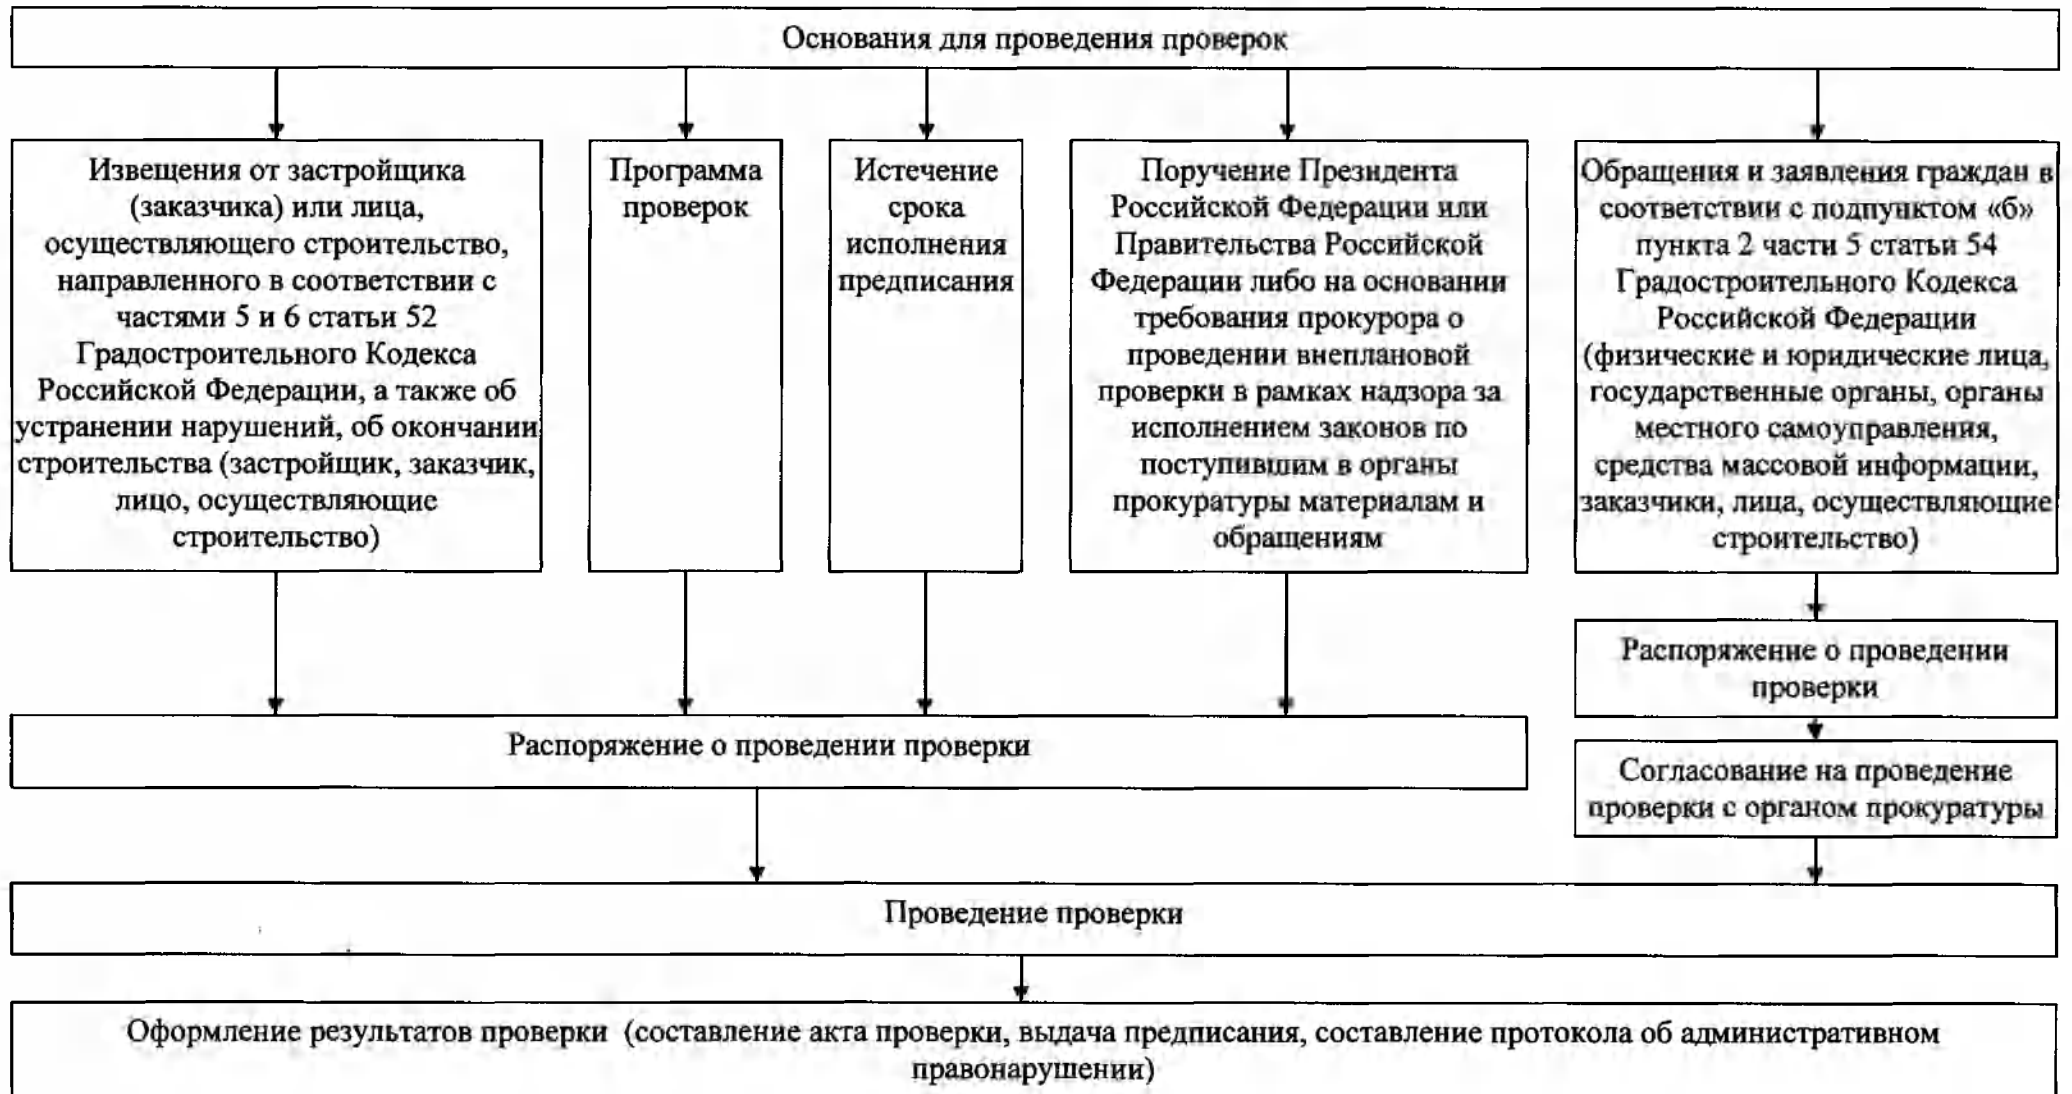 Основания для проведения проверок
Извещения от застройщика
(заказчика) или лица,
осуществляющего строительство,
направленного в соответствии с
частями 5 и 6 статьи 52
Градостроительного Кодекса
Российской Федерации, а также об
устранении нарушений, об окончании
строительства (застройщик, заказчик,
лицо, осуществляющие
строительство)
Программа
проверок
Истечение
срока
исполнения
предписания
Поручение Президента
Российской Федерации или
Правительства Российской
Федерации либо на основании
требования прокурора о
проведении внеплановой
проверки в рамках надзора за
исполнением законов по
поступившим в органы
прокуратуры материалам и
обращениям
Обращения и заявления граждан в
соответствии с подпунктом «б»
пункта 2 части 5 статьи 54
Градостроительного Кодекса
Российской Федерации
(физические и юридические лица,
государственные органы, органы
местного самоуправления,
средства массовой информации,
заказчики, лица, осуществляющие
строительство)
Распоряжение о проведении
проверки
Распоряжение о проведении проверки
Согласование на проведение
проверки с органом прокуратуры
Проведение проверки
Оформление результатов проверки (составление акта проверки, выдача предписания, составление протокола об административном
правонарушении)